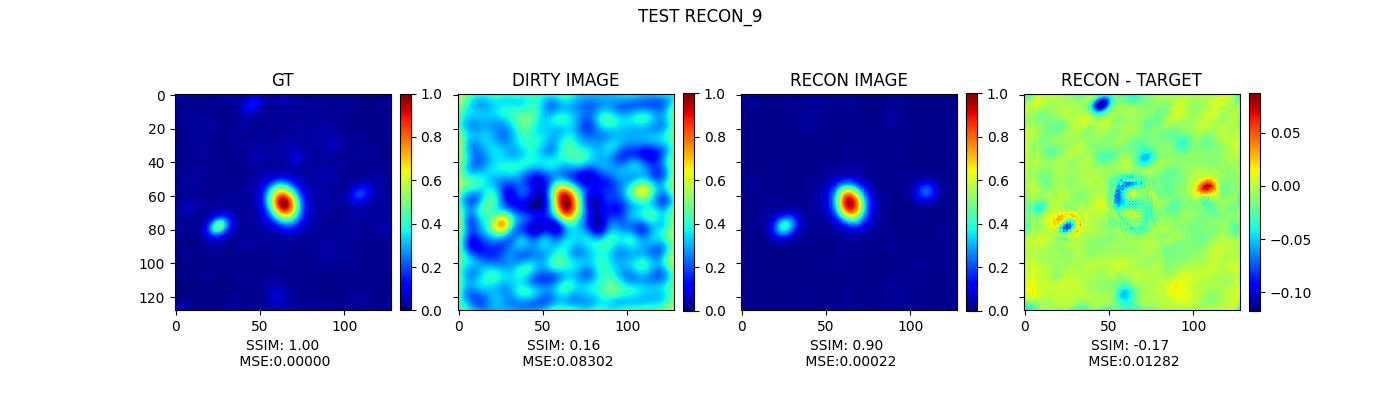 TEST RECON_9
GT
DIRTY IMAGE
RECON IMAGE
RECON - TARGET
0
20
40
60
80
100
120
0 50 100
1.0
0.8
0.6
0.4
0.2
0.0
0 50 100
1.0
0.8
0.6
0.4
0.2
0.0
0 50 100
1.0
0.8
0.6
0.4
0.2
0.0
0 50 100
0.05
0.00
−0.05
−0.10
SSIM: 1.00
MSE:0.00000
SSIM: 0.16
MSE:0.08302
SSIM: 0.90
MSE:0.00022
SSIM: -0.17
MSE:0.01282